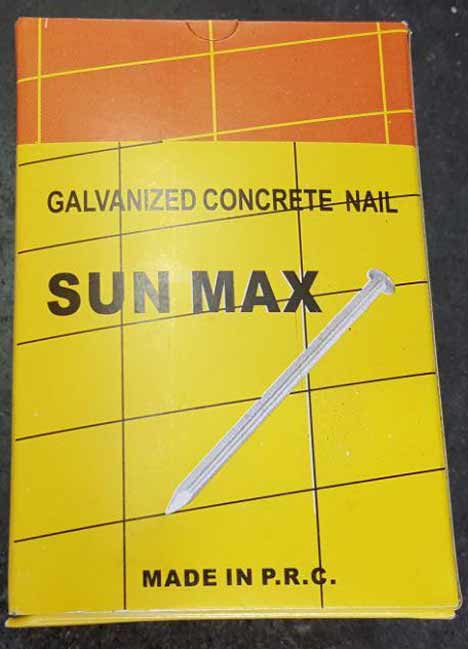 GALVANIZED CONCRETE NAIL
SUN MAX
MADE IN P.R.C.